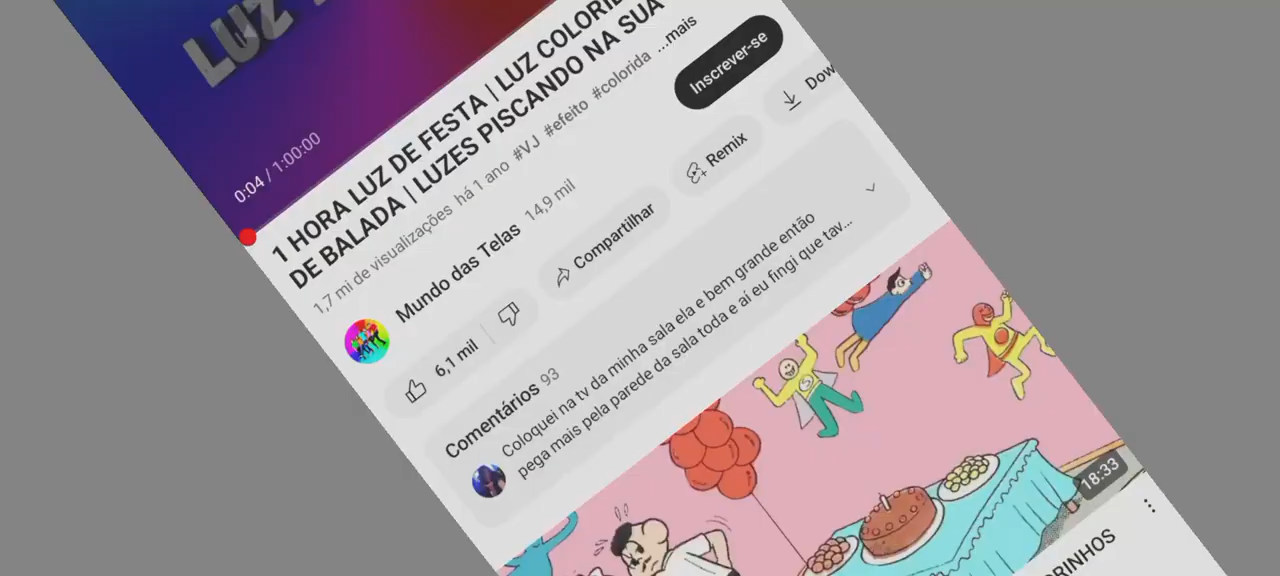 LUZ
0:04 / 1:00:00
1 HORA LUZ DE FESTA | LUZ
DE BALADA | LUZES PISCANDO NA SUA
1,7 mi de visualizações há 1 ano #VJ #efeito #colorida ...mais
Mundo das Telas 14,9 mil
Inscrever-se
6,1 mil
Compartilhar
Remix
Comentários 93
Coloquei na tv da minha sala ela e bem grande então
pega mais pela parede da sala toda e aí eu fingi que tav...
18:33